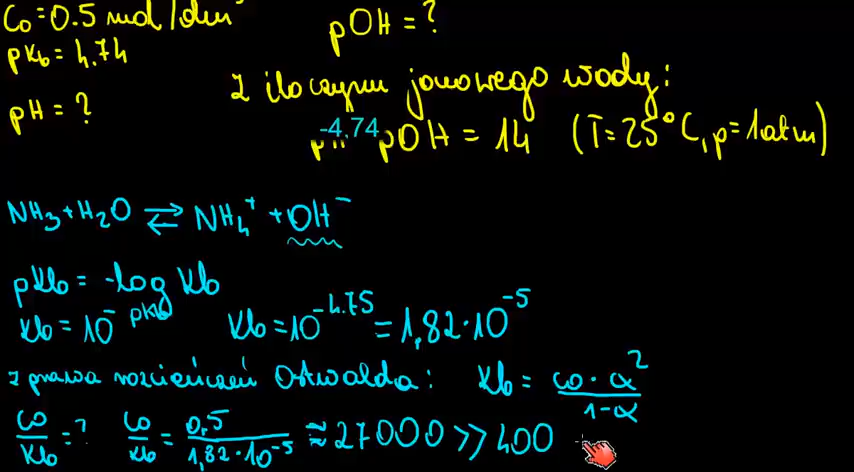 C₀=0.5 mol/dm³
pOH = ?
pKb = 4.74
z iloczynu jonowego wody:
pH = ?
-4,74
pOH = 14 (T=25°C, p=1atm)
NH₃+H₂O ⇄ NH₄⁺ + OH⁻
pKb = -log Kb
Kb = 10⁻ᵖᴷᵇ Kb = 10⁻⁴·⁷⁵ = 1,82·10⁻⁵
z prawa rozcieńczeń Ostwalda: Kb = c₀·α²/1-α
c₀/Kb = ? c₀/Kb = 0,5/1,82·10⁻⁵ ≈ 27000 >> 400